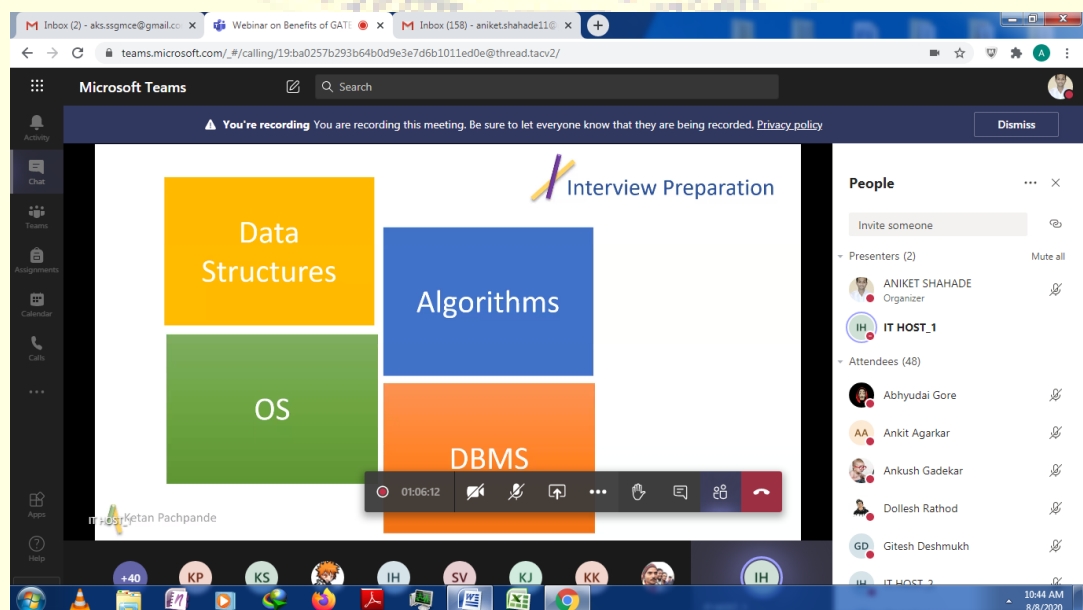 Inbox (2) - aks.ssgmce@gmail.co
Webinar on Benefits of GATE
Inbox (158) - aniket.shahade11@
teams.microsoft.com/_#/calling/19:ba0257b293b64b0d9e3e7d6b1011ed0e@thread.tacv2/
A
Microsoft Teams
Search
You're recording You are recording this meeting. Be sure to let everyone know that they are being recorded. Privacy policy
Dismiss
Activity
Chat
Teams
Assignments
Calendar
Calls
Apps
Help
Interview Preparation
Data
Structures
Algorithms
OS
DBMS
01:06:12
IT HOST_1
Ketan Pachpande
+40
KP
KS
IH
SV
KJ
KK
IH
People
Invite someone
Presenters (2)
Mute all
ANIKET SHAHADE
Organizer
IH
IT HOST_1
Attendees (48)
Abhyudai Gore
AA
Ankit Agarkar
Ankush Gadekar
Dollesh Rathod
GD
Gitesh Deshmukh
IH
IT HOST_2
10:44 AM
8/8/2020